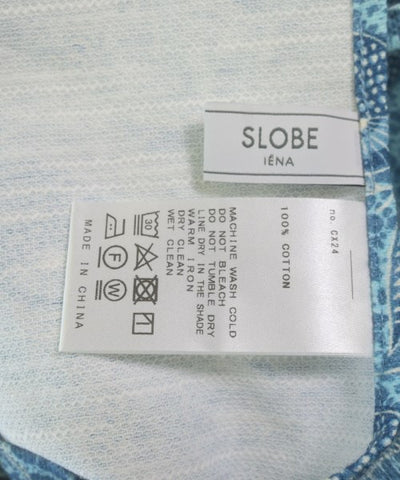 SLOBE
IÉNA
no. CX24
100% COTTON
MACHINE WASH COLD
DO NOT BLEACH
DO NOT TUMBLE DRY
LINE DRY IN THE SHADE
WARM IRON
DRY CLEAN
WET CLEAN
30
F
W
MADE IN CHINA